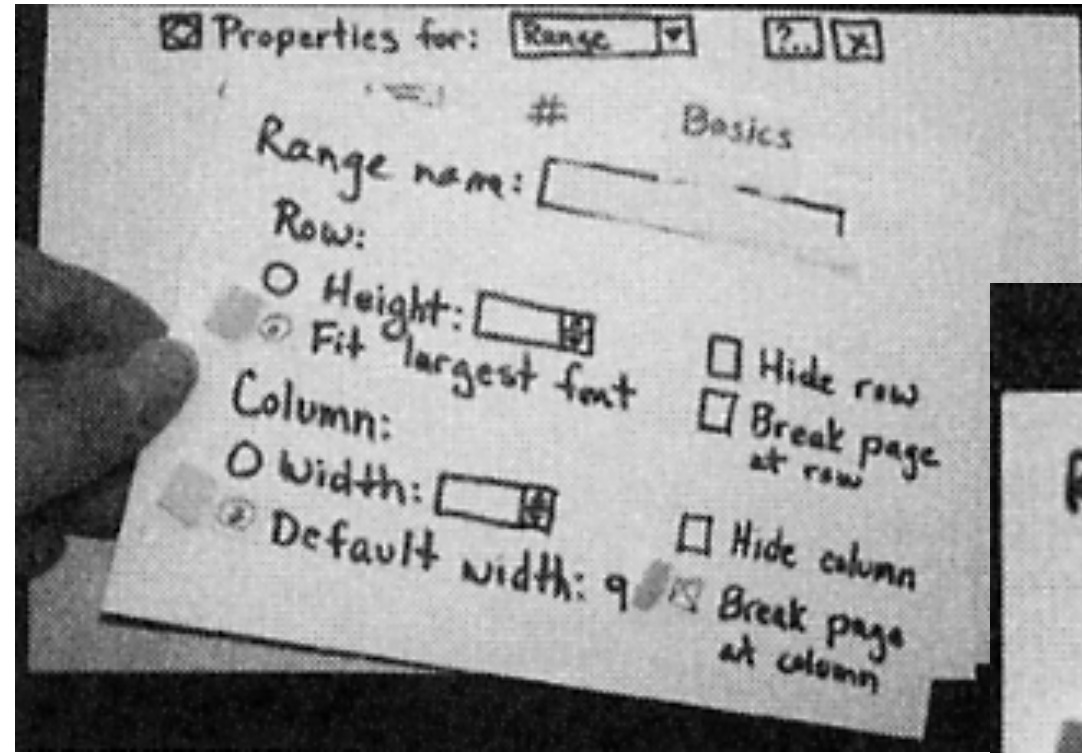 Properties for: Range ?.. x
# Basics
Range name:
Row:
Height:
Fit largest font
Hide row
Break page
at row
Column:
Width:
Default width: 9
Hide column
Break page
at column